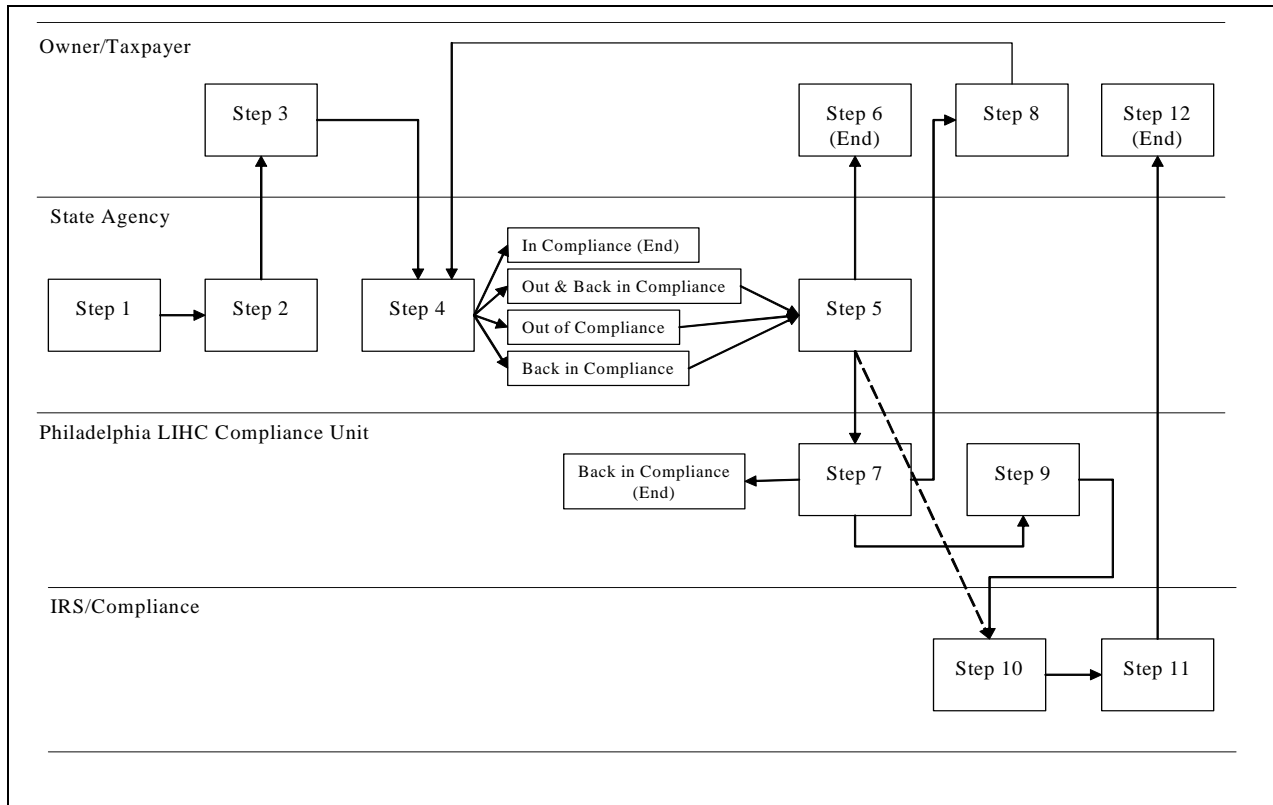 Owner/Taxpayer
Step 3
Step 6
(End)
Step 8
Step 12
(End)
State Agency
Step 1
Step 2
Step 4
In Compliance (End)
Out & Back in Compliance
Out of Compliance
Back in Compliance
Step 5
Philadelphia LIHC Compliance Unit
Back in Compliance
(End)
Step 7
Step 9
IRS/Compliance
Step 10
Step 11